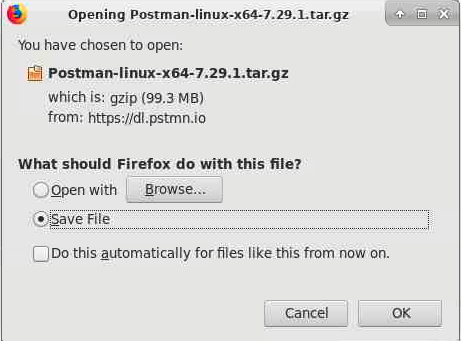 Opening Postman-linux-x64-7.29.1.tar.gz
You have chosen to open:
Postman-linux-x64-7.29.1.tar.gz
which is: gzip (99.3 MB)
from: https://dl.pstmn.io
What should Firefox do with this file?
Open with Browse...
Save File
Do this automatically for files like this from now on.
Cancel OK